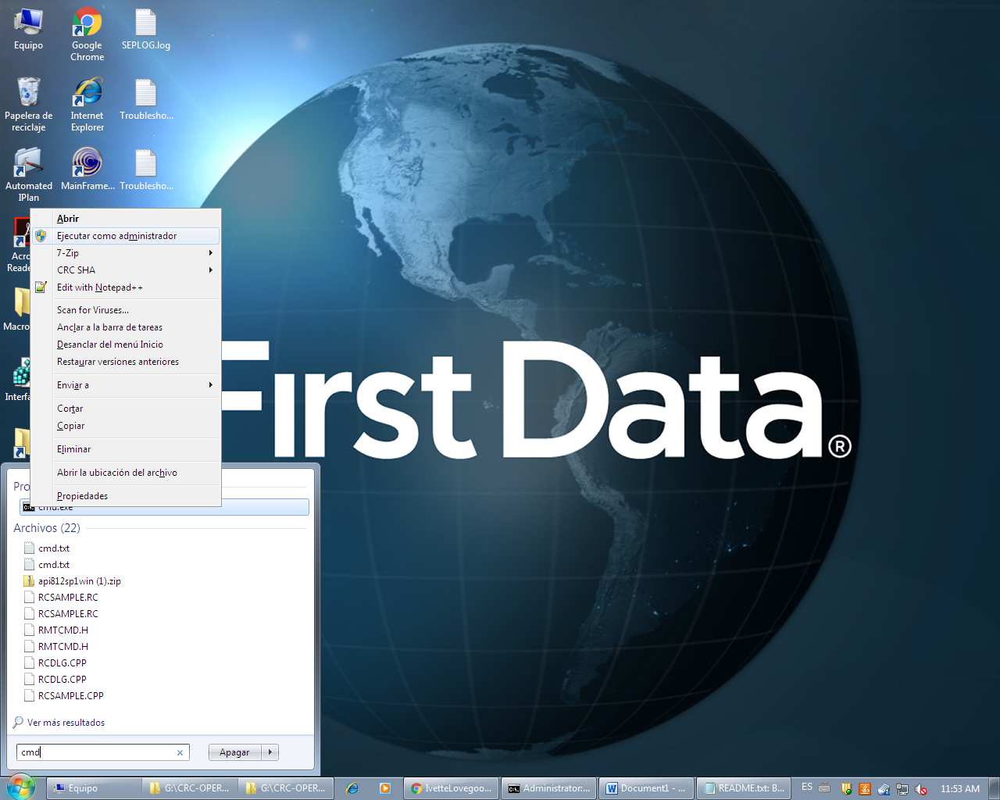 Equipo
Google Chrome
SEPLOG.log
Papelera de reciclaje
Internet Explorer
Troublesho...
Automated IPlan
MainFrame...
Troublesho...
Acro
Reade
Macro
Interfa
Abrir
Ejecutar como administrador
7-Zip
CRC SHA
Edit with Notepad++
Scan for Viruses...
Anclar a la barra de tareas
Desanclar del menú Inicio
Restaurar versiones anteriores
Enviar a
Cortar
Copiar
Eliminar
Abrir la ubicación del archivo
Propiedades
First Data®
Pro
cmd.exe
Archivos (22)
cmd.txt
cmd.txt
api812sp1win (1).zip
RCSAMPLE.RC
RCSAMPLE.RC
RMTCMD.H
RMTCMD.H
RCDLG.CPP
RCDLG.CPP
RCSAMPLE.CPP
Ver más resultados
cmd
Apagar
Equipo
G:\CRC-OPER...
G:\CRC-OPER...
IvetteLovegoo...
Administrator:...
Document1 - ...
README.txt: B...
ES
11:53 AM